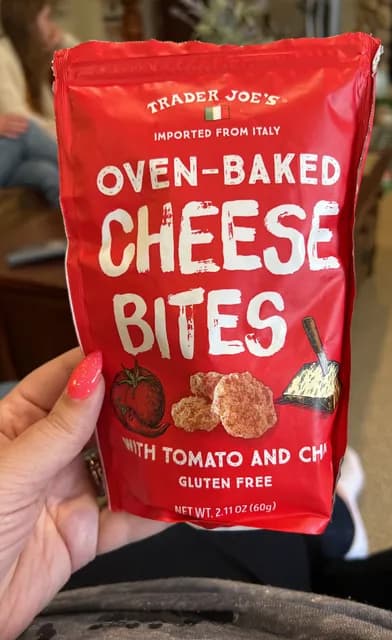 TRADER JOE'S
IMPORTED FROM ITALY
OVEN-BAKED
CHEESE
BITES
WITH TOMATO AND
GLUTEN FREE
NET WT. 2.11 OZ (60g)